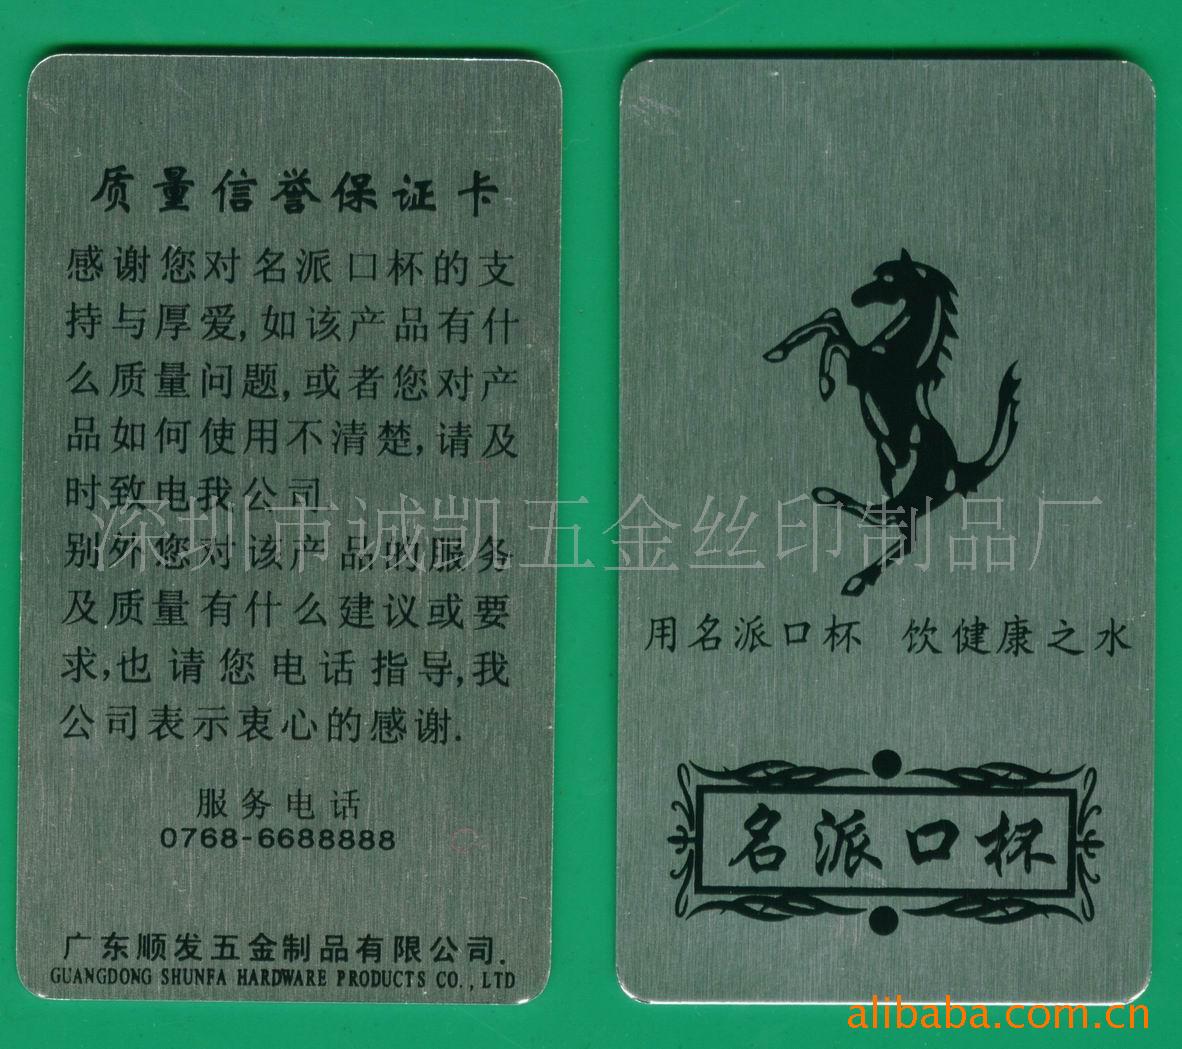 质量信誉保证卡
感谢您对名派口杯的支
持与厚爱,如该产品有什
么质量问题,或者您对产
品如何使用不清楚,请及
时致电我公司
别外您对该产品的服务
及质量有什么建议或要
求,也请您电话指导,我
公司表示衷心的感谢.
服务电话
0768-6688888
广东顺发五金制品有限公司.
GUANGDONG SHUNFA HARDWARE PRODUCTS CO., LTD
用名派口杯 饮健康之水
名派口杯
深圳市诚凯五金丝印制品厂
alibaba.com.cn